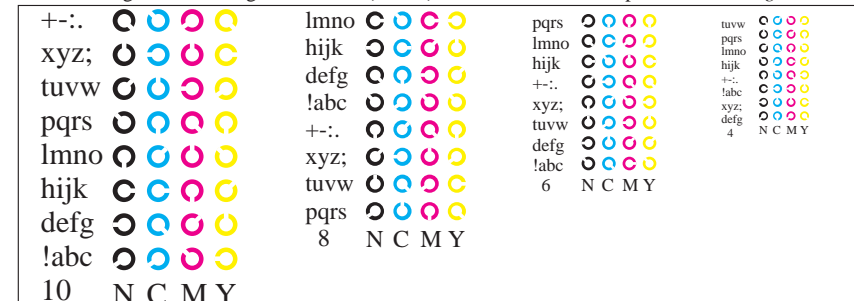 +-:.
xyz;
tuvw
pqrs
lmno
hijk
defg
!abc
10 N C M Y
lmno
hijk
defg
!abc
+-:.
xyz;
tuvw
pqrs
8 N C M Y
pqrs
lmno
hijk
+-:.
xyz;
tuvw
defg
!abc
6 N C M Y
tuvw
pqrs
lmno
hijk
+-:.
!abc
xyz;
defg
4 N C M Y